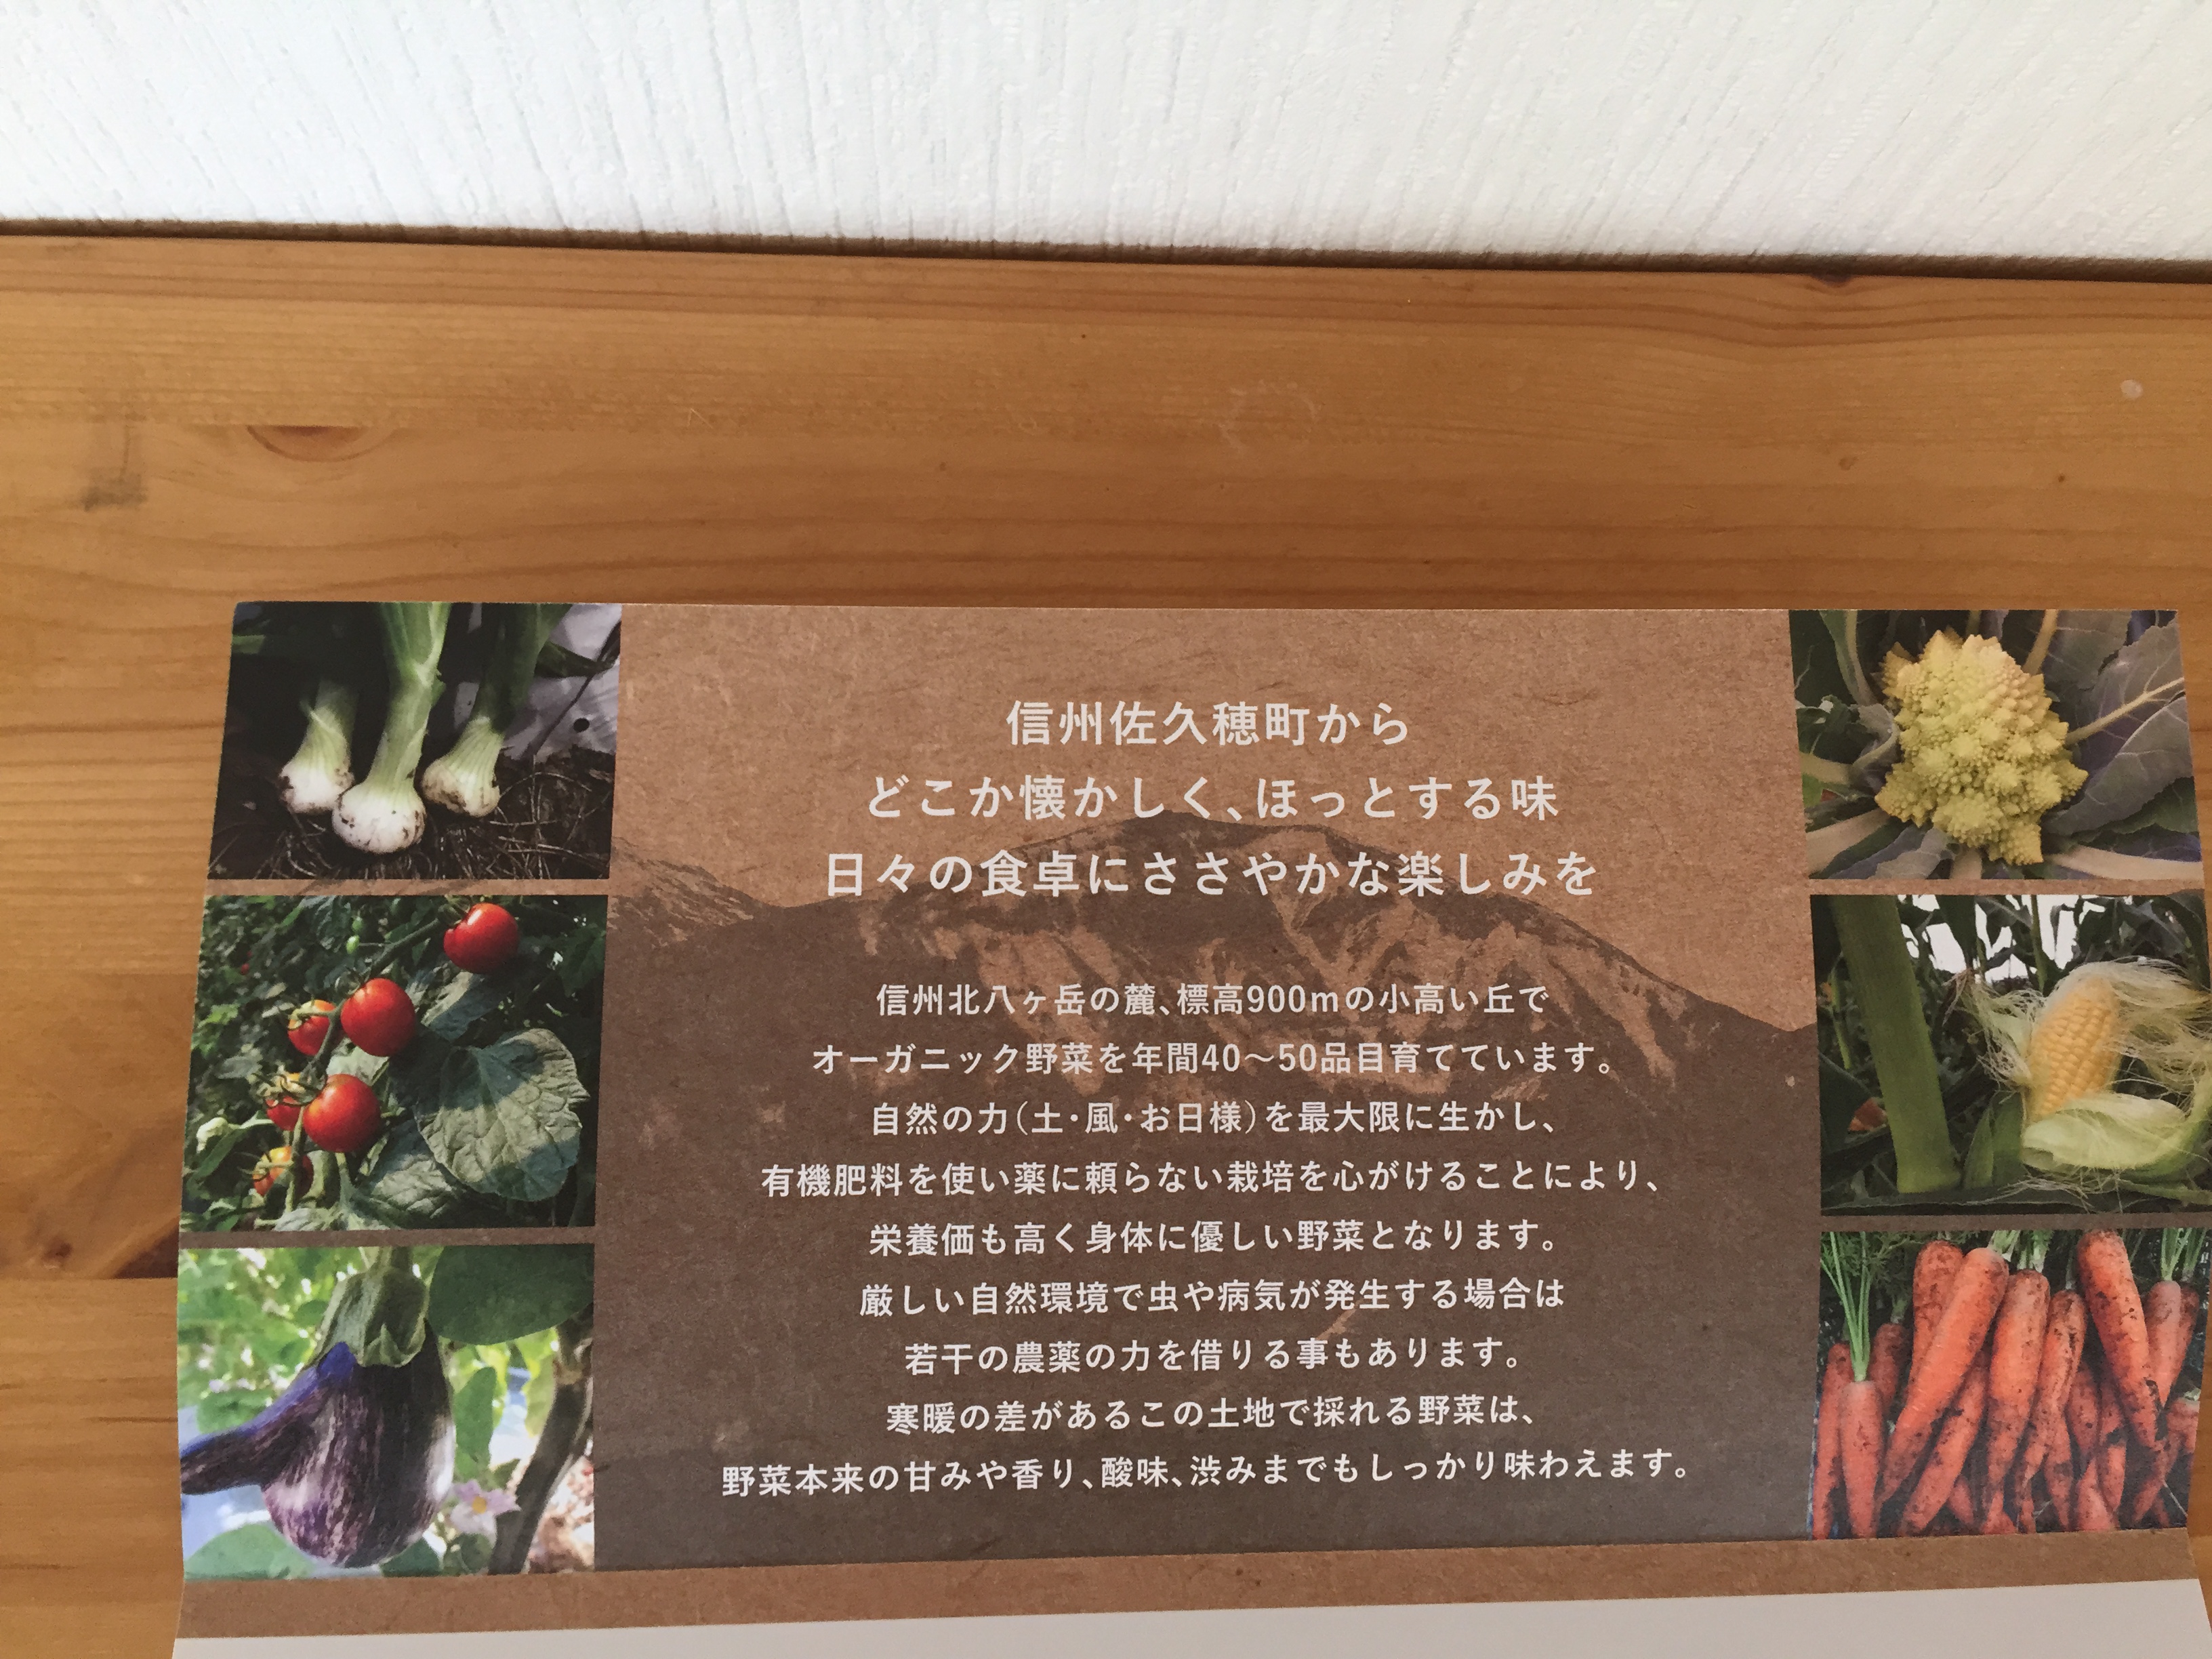 信州佐久穂町から
どこか懐かしく、ほっとする味
日々の食卓にささやかな楽しみを
信州北八ヶ岳の麓、標高900mの小高い丘で
オーガニック野菜を年間40〜50品目育てています。
自然の力（土・風・お日様）を最大限に生かし、
有機肥料を使い薬に頼らない栽培を心がけることにより、
栄養価も高く身体に優しい野菜となります。
厳しい自然環境で虫や病気が発生する場合は
若干の農薬の力を借りる事もあります。
寒暖の差があるこの土地で採れる野菜は、
野菜本来の甘みや香り、酸味、渋みまでもしっかり味わえます。